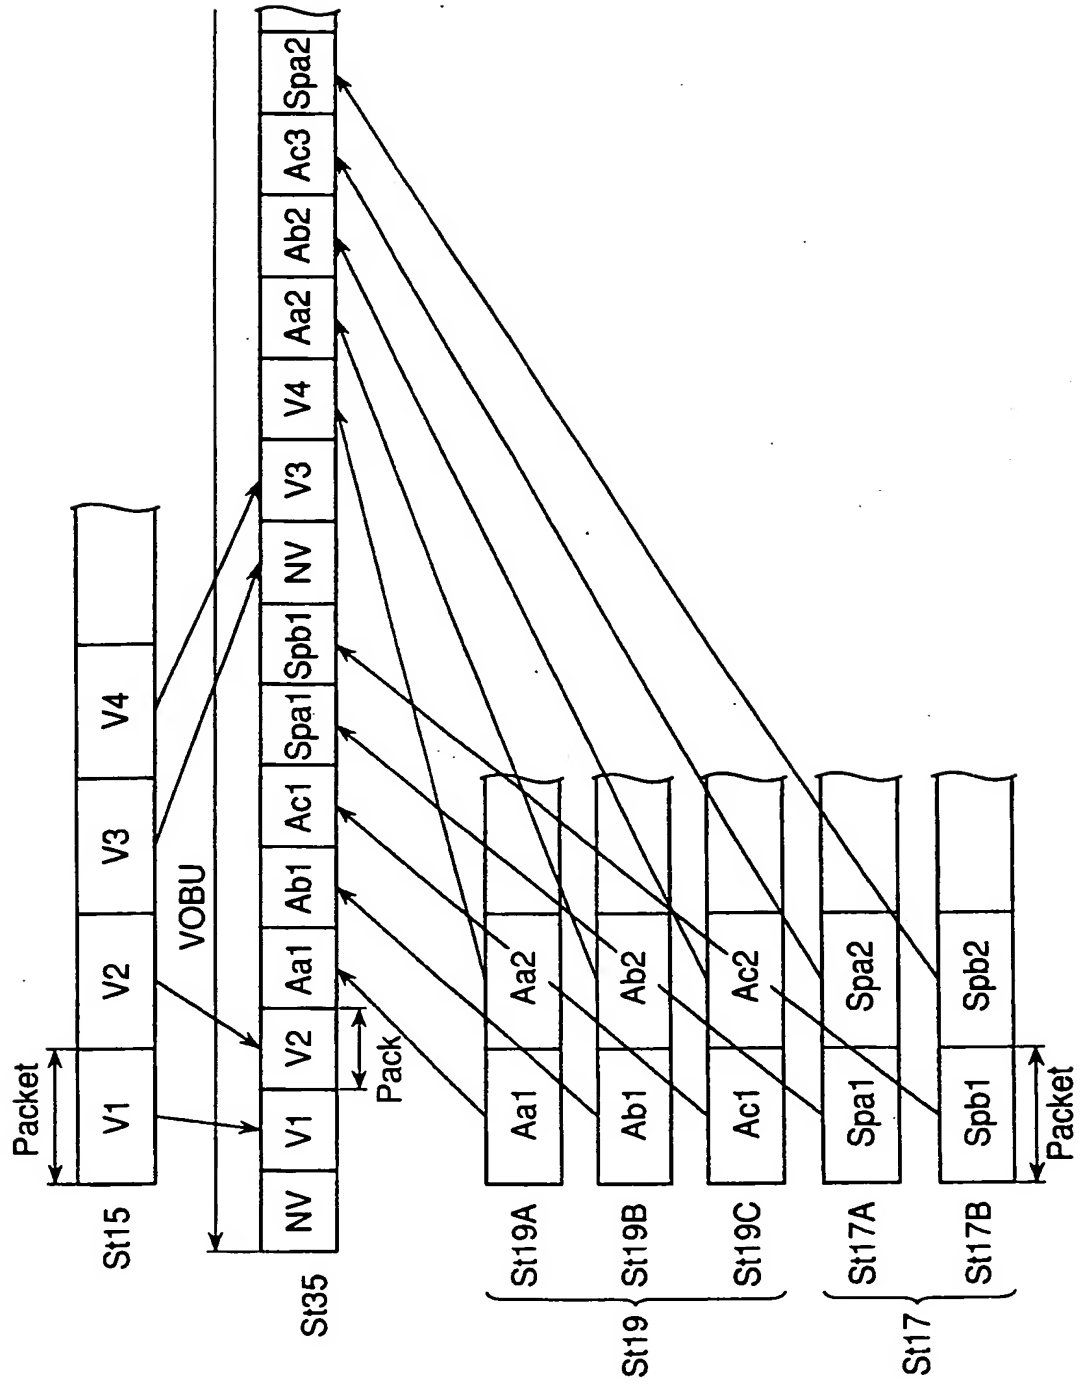 Packet
St15
V1
V2
V3
V4
VOBU
St35
NV
V1
V2
Aa1
Ab1
Ac1
Spa1
Spb1
NV
V3
V4
Aa2
Ab2
Ac3
Spa2
Pack
St19
St19A
Aa1
Aa2
St19B
Ab1
Ab2
St19C
Ac1
Ac2
St17
St17A
Spa1
Spa2
St17B
Spb1
Spb2
Packet